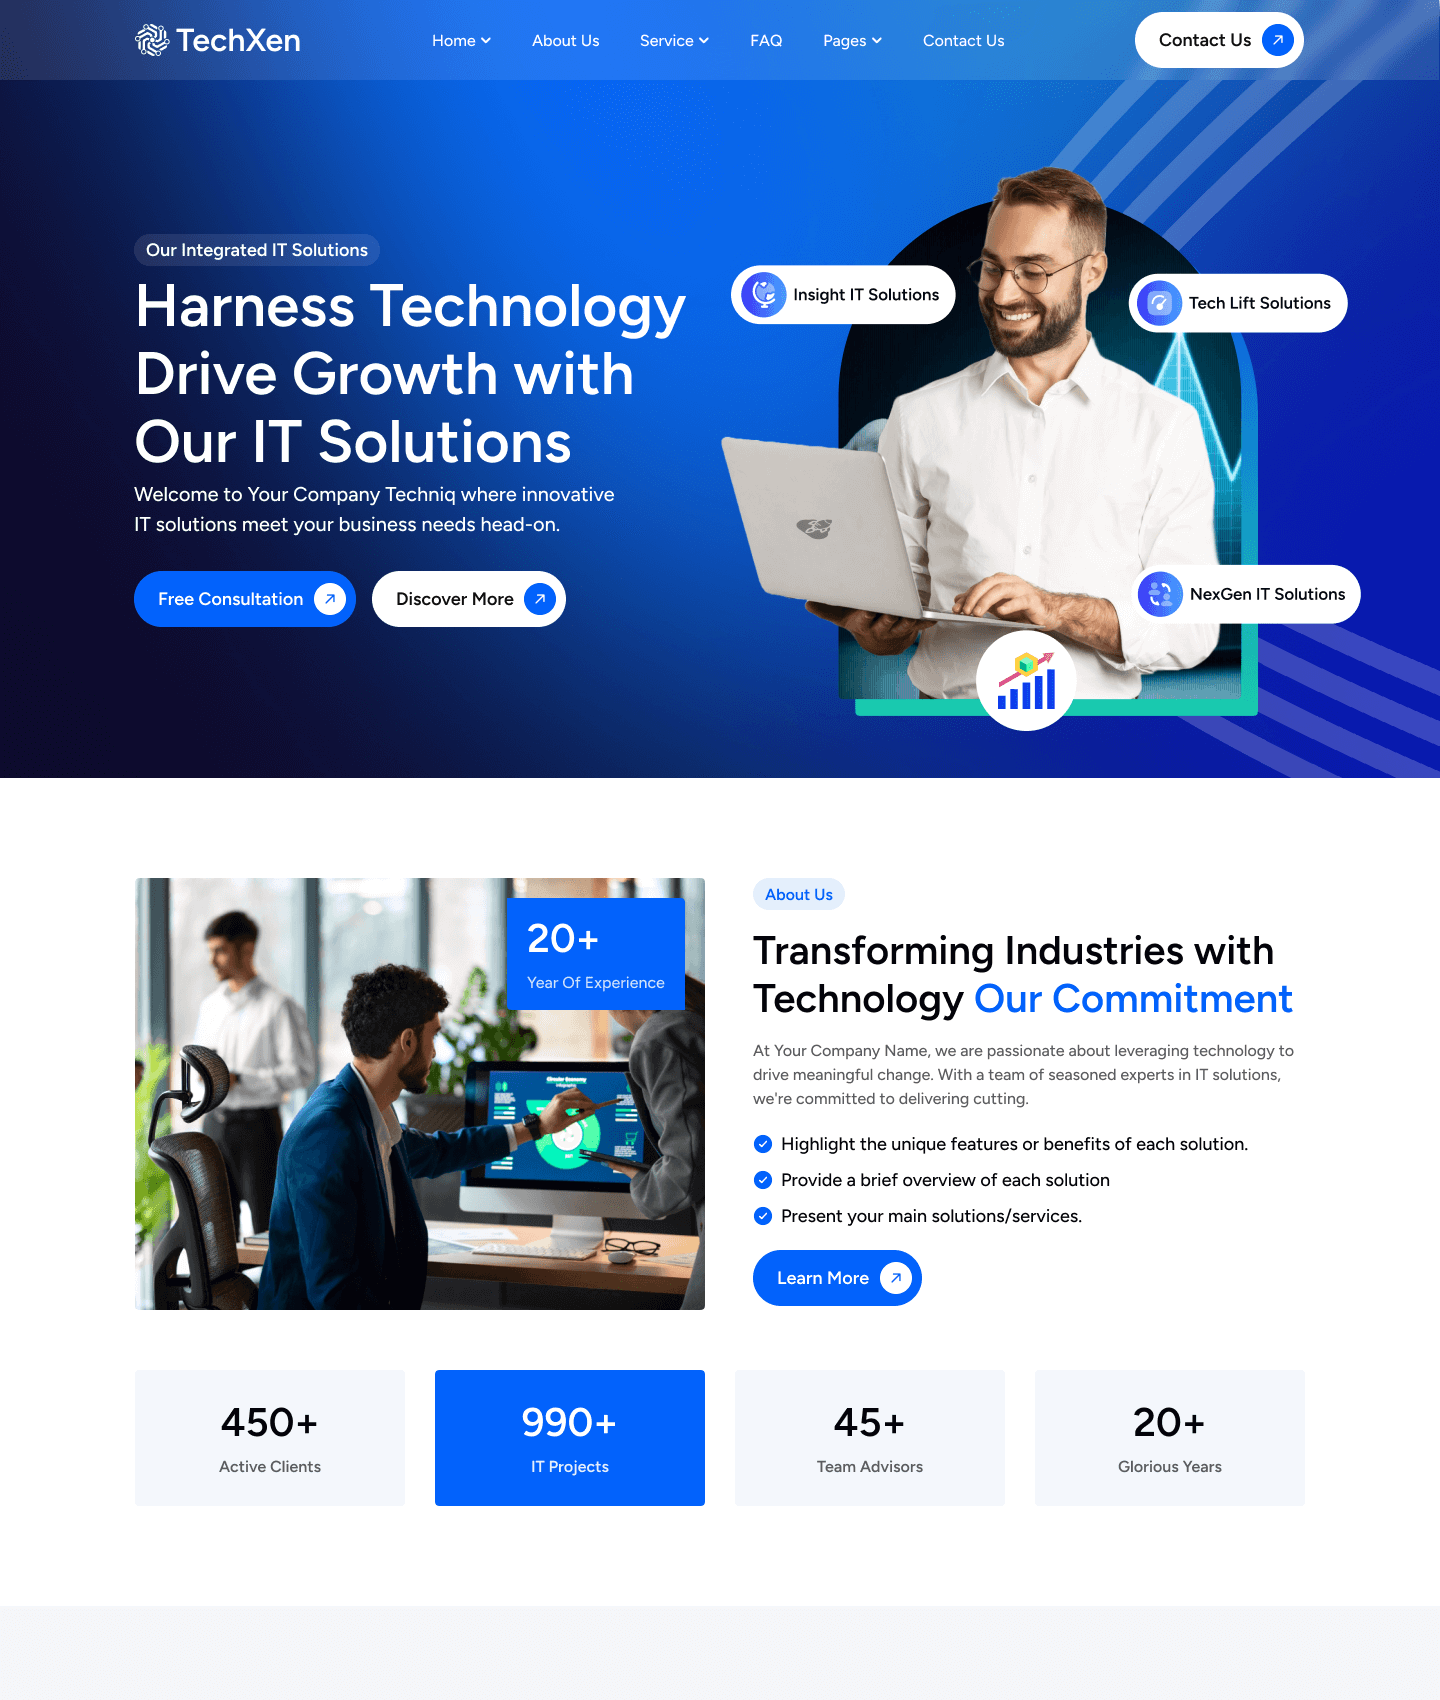 TechXen
Home
About Us
Service
FAQ
Pages
Contact Us
Contact Us
Our Integrated IT Solutions
Harness Technology
Drive Growth with
Our IT Solutions
Welcome to Your Company Techniq where innovative
IT solutions meet your business needs head-on.
Free Consultation
Discover More
Insight IT Solutions
Tech Lift Solutions
NexGen IT Solutions
20+
Year Of Experience
Circular Economy
About Us
Transforming Industries with
Technology Our Commitment
At Your Company Name, we are passionate about leveraging technology to
drive meaningful change. With a team of seasoned experts in IT solutions,
we're committed to delivering cutting.
Highlight the unique features or benefits of each solution.
Provide a brief overview of each solution
Present your main solutions/services.
Learn More
450+
Active Clients
990+
IT Projects
45+
Team Advisors
20+
Glorious Years